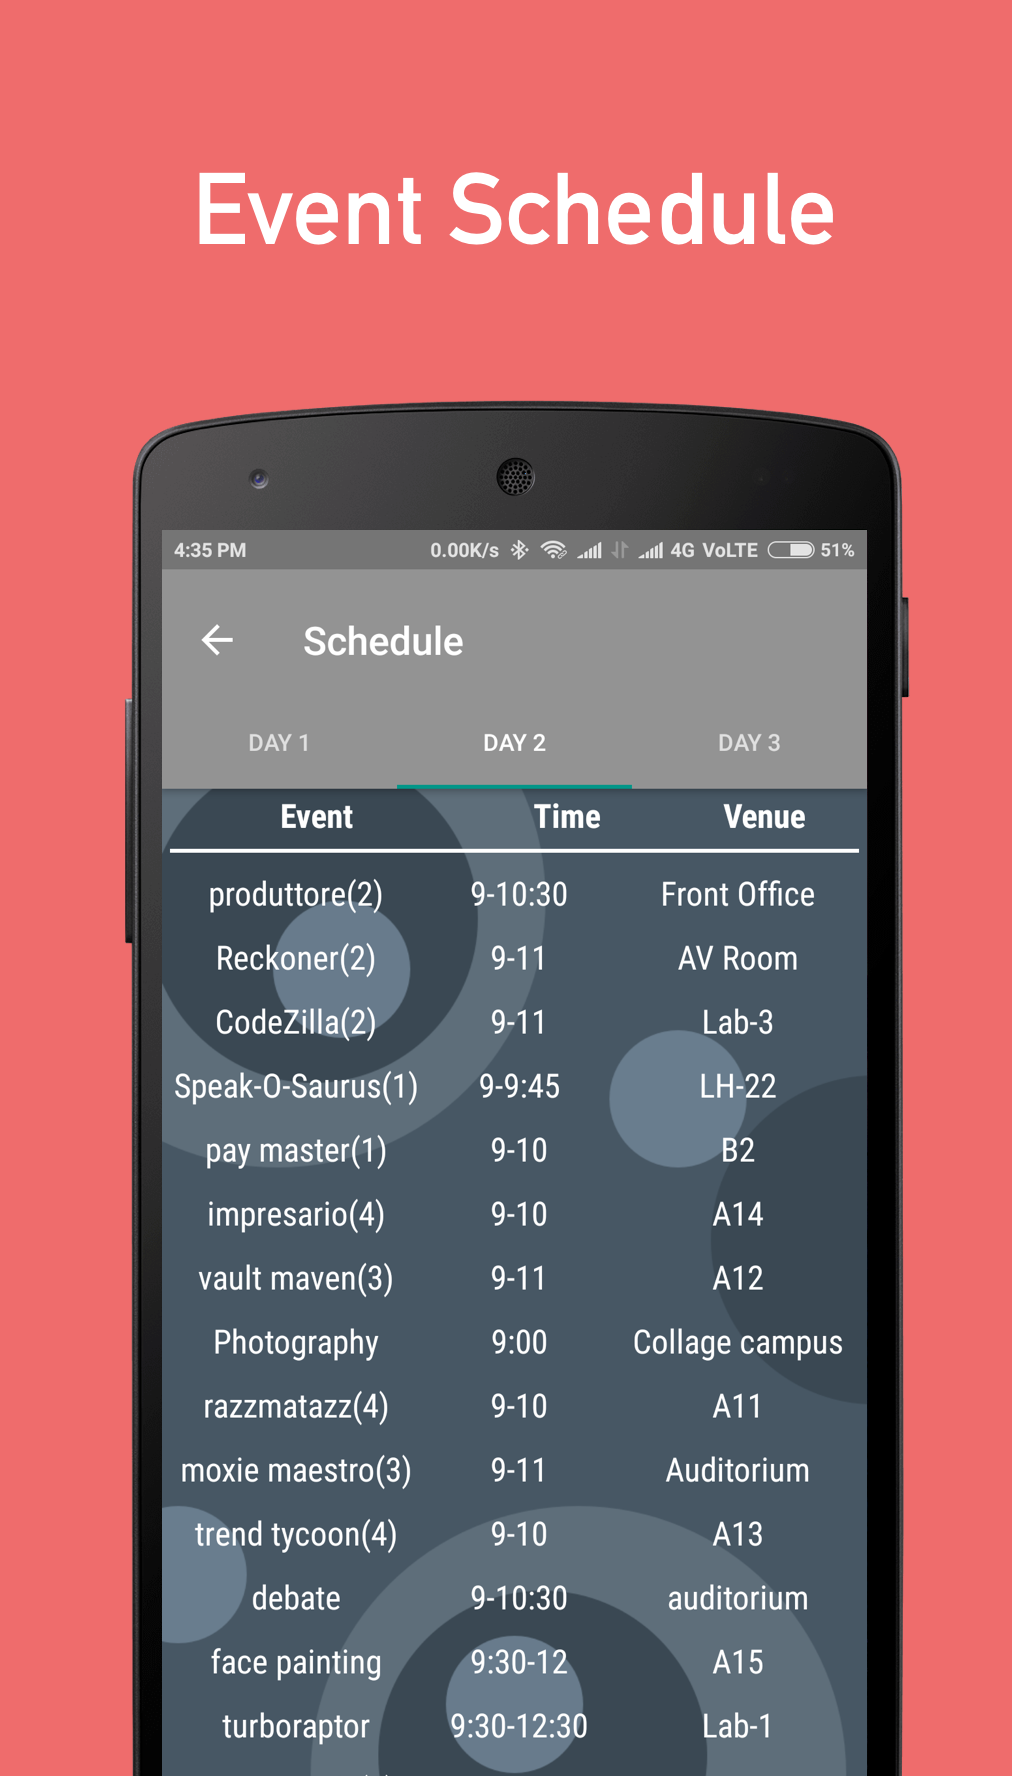 Event Schedule
4:35 PM 0.00K/s 4G VoLTE 51%
Schedule
DAY 1 DAY 2 DAY 3
Event Time Venue
produttore(2) 9-10:30 Front Office
Reckoner(2) 9-11 AV Room
CodeZilla(2) 9-11 Lab-3
Speak-O-Saurus(1) 9-9:45 LH-22
pay master(1) 9-10 B2
impresario(4) 9-10 A14
vault maven(3) 9-11 A12
Photography 9:00 Collage campus
razzmatazz(4) 9-10 A11
moxie maestro(3) 9-11 Auditorium
trend tycoon(4) 9-10 A13
debate 9-10:30 auditorium
face painting 9:30-12 A15
turboraptor 9:30-12:30 Lab-1